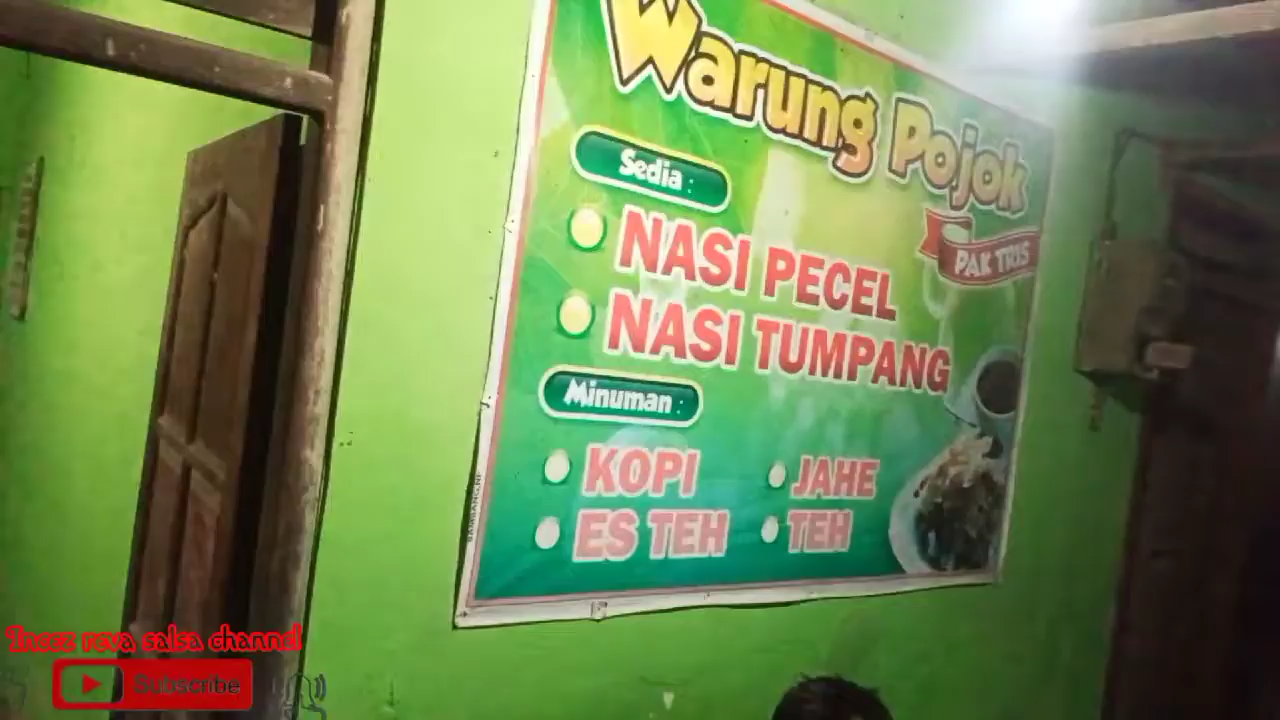 Warung Pojok
PAK TRIS
Sedia :
NASI PECEL
NASI TUMPANG
Minuman :
KOPI
JAHE
ES TEH
TEH
Incez reva salsa channel
Subscribe